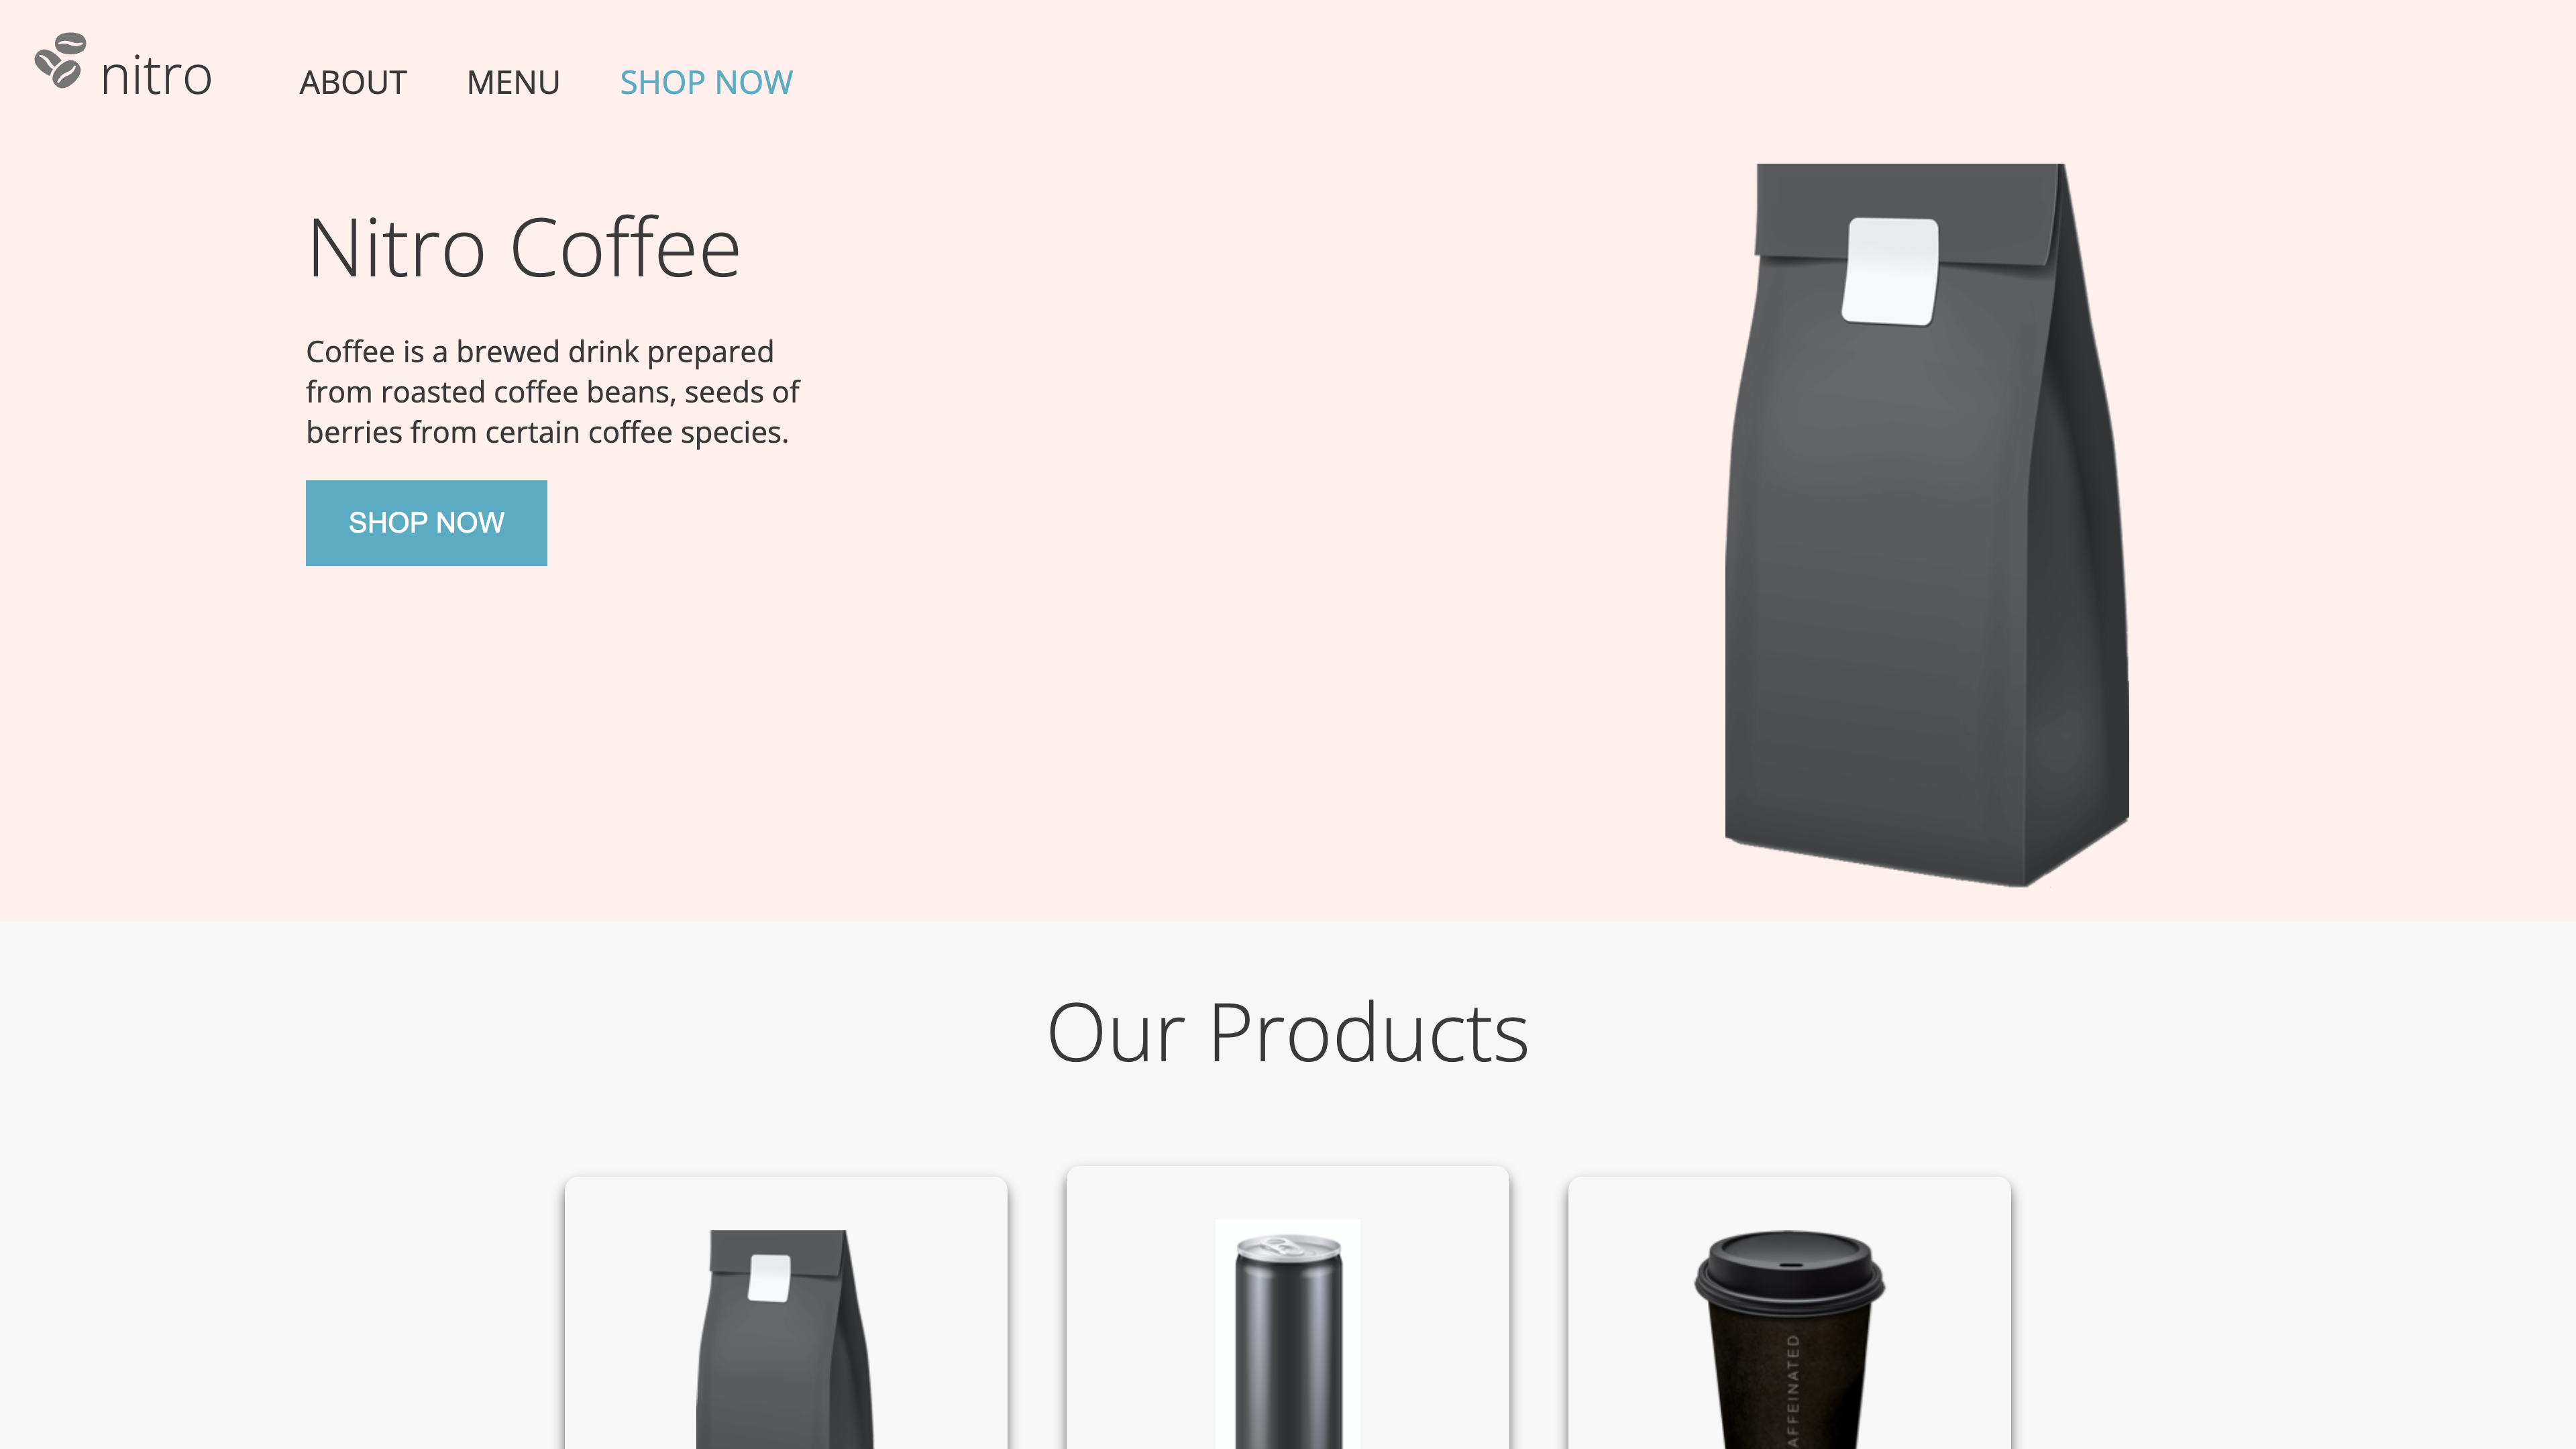 nitro
ABOUT
MENU
SHOP NOW
Nitro Coffee
Coffee is a brewed drink prepared
from roasted coffee beans, seeds of
berries from certain coffee species.
SHOP NOW
Our Products